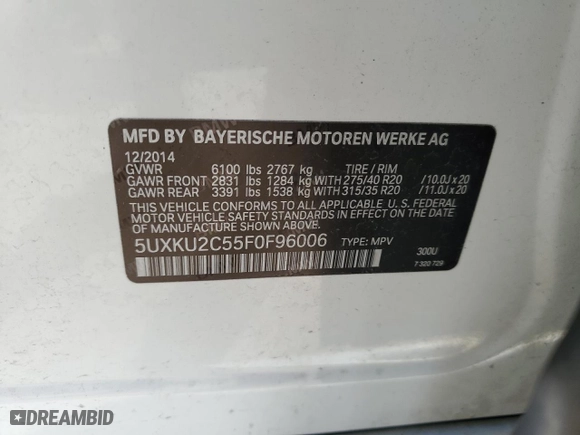 MFD BY BAYERISCHE MOTOREN WERKE AG
12/2014
GVWR 6100 lbs 2767 kg TIRE / RIM
GAWR FRONT 2831 lbs 1284 kg WITH 275/40 R20 /10.0J x 20
GAWR REAR 3391 lbs 1538 kg WITH 315/35 R20 /11.0J x 20
THIS VEHICLE CONFORMS TO ALL APPLICABLE U. S. FEDERAL
MOTOR VEHICLE SAFETY STANDARDS IN EFFECT ON THE DATE OF
MANUFACTURE SHOWN ABOVE.
5UXKU2C55F0F96006 TYPE: MPV
300U
7 320 729
DREAMBID